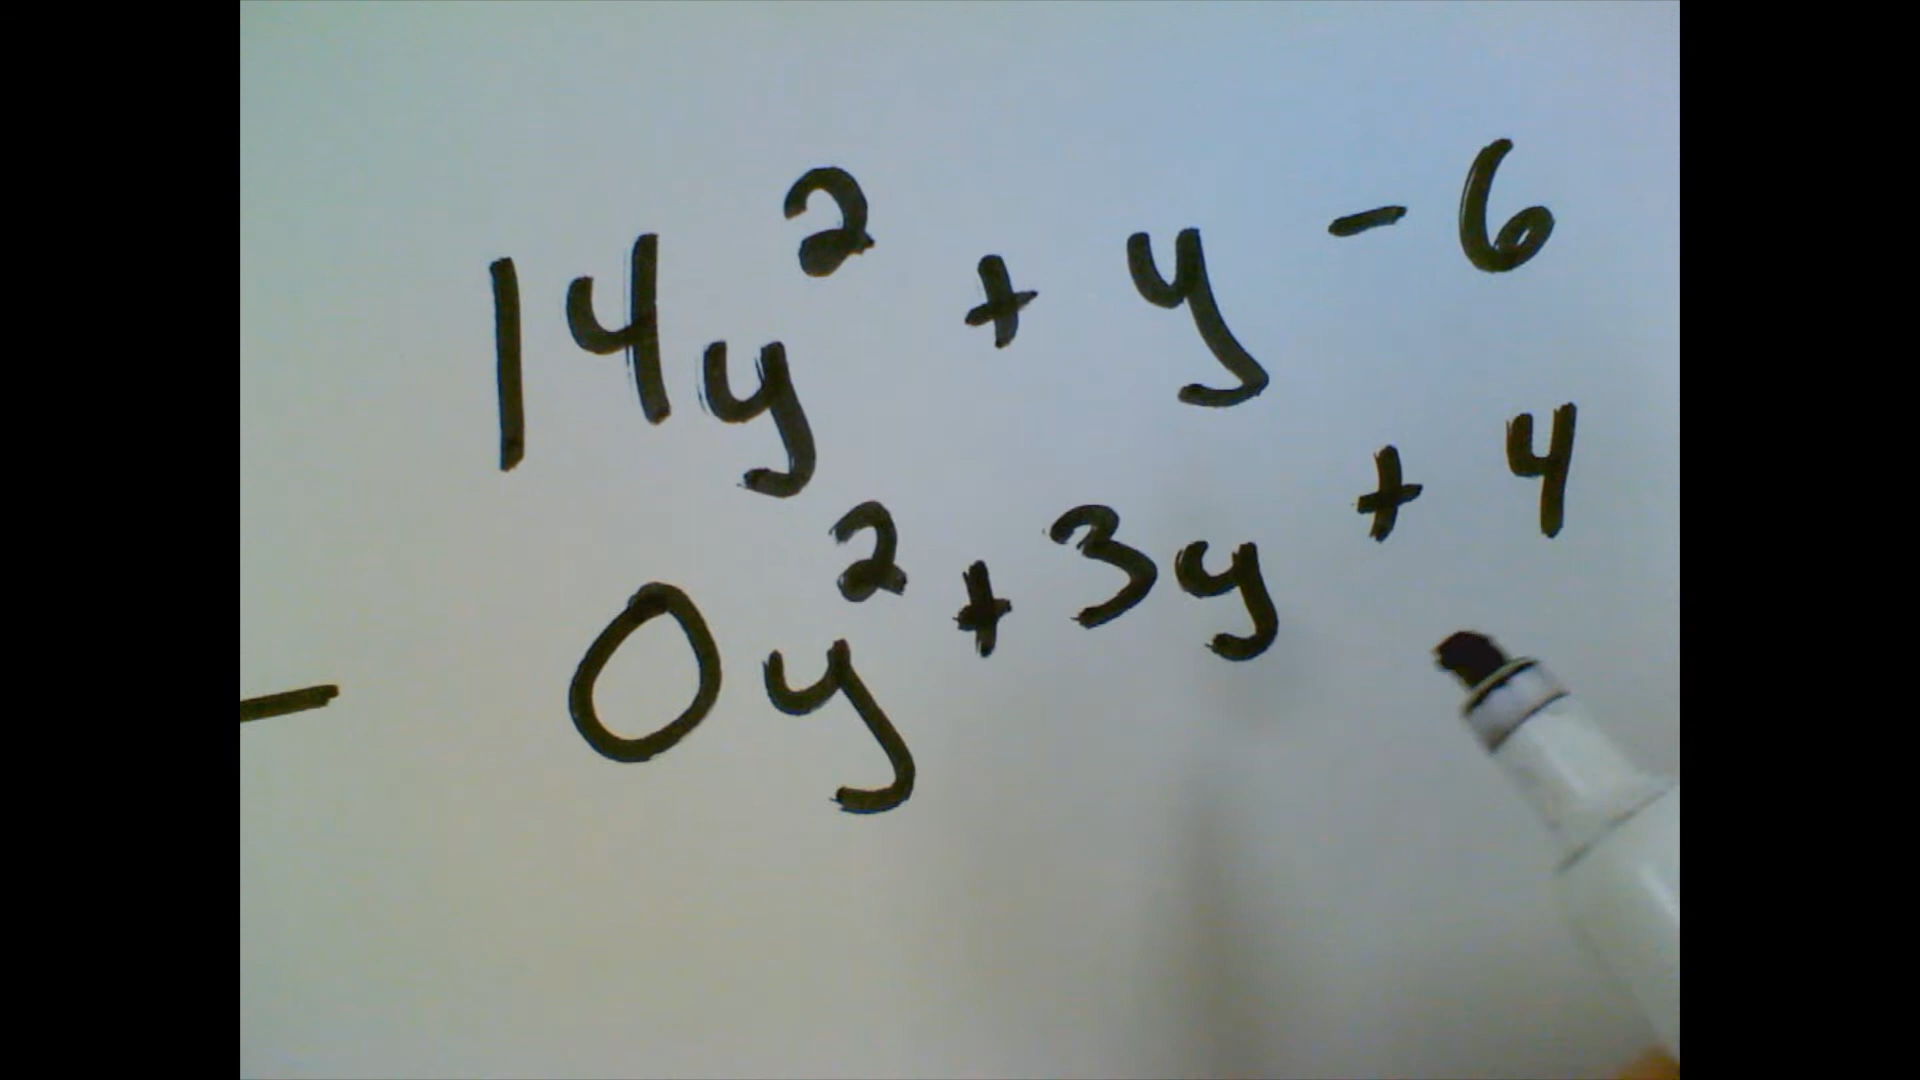 14y² + y - 6
- 0y² + 3y + 4